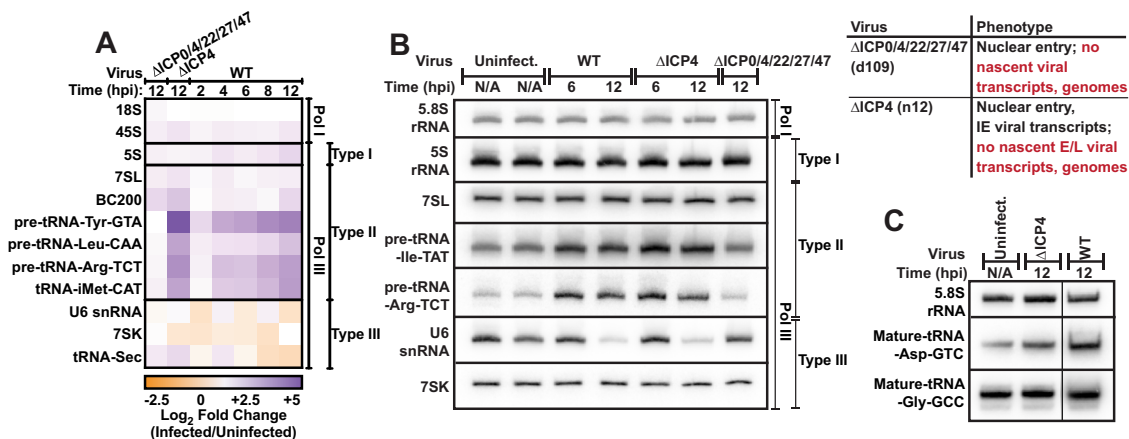 A
Virus
ΔICP0/4/22/27/47
ΔICP4
WT
Time (hpi):
12 12 2 4 6 8 12
18S
45S
5S
7SL
BC200
pre-tRNA-Tyr-GTA
pre-tRNA-Leu-CAA
pre-tRNA-Arg-TCT
tRNA-iMet-CAT
U6 snRNA
7SK
tRNA-Sec
Pol I
Type I
Type II
Pol III
Type III
-2.5 0 +2.5 +5
Log2 Fold Change
(Infected/Uninfected)
B
Virus Uninfect. WT ΔICP4 ΔICP0/4/22/27/47
Time (hpi) N/A N/A 6 12 6 12 12
5.8S
rRNA
5S
rRNA
7SL
pre-tRNA
-Ile-TAT
pre-tRNA
-Arg-TCT
U6
snRNA
7SK
Pol I
Type I
Type II
Pol III
Type III
Virus Phenotype
ΔICP0/4/22/27/47 Nuclear entry; no
(d109) nascent viral
transcripts, genomes
ΔICP4 (n12) Nuclear entry,
IE viral transcripts;
no nascent E/L viral
transcripts, genomes
C
Virus
Uninfect.
ΔICP4
WT
Time (hpi) N/A 12 12
5.8S
rRNA
Mature-tRNA
-Asp-GTC
Mature-tRNA
-Gly-GCC